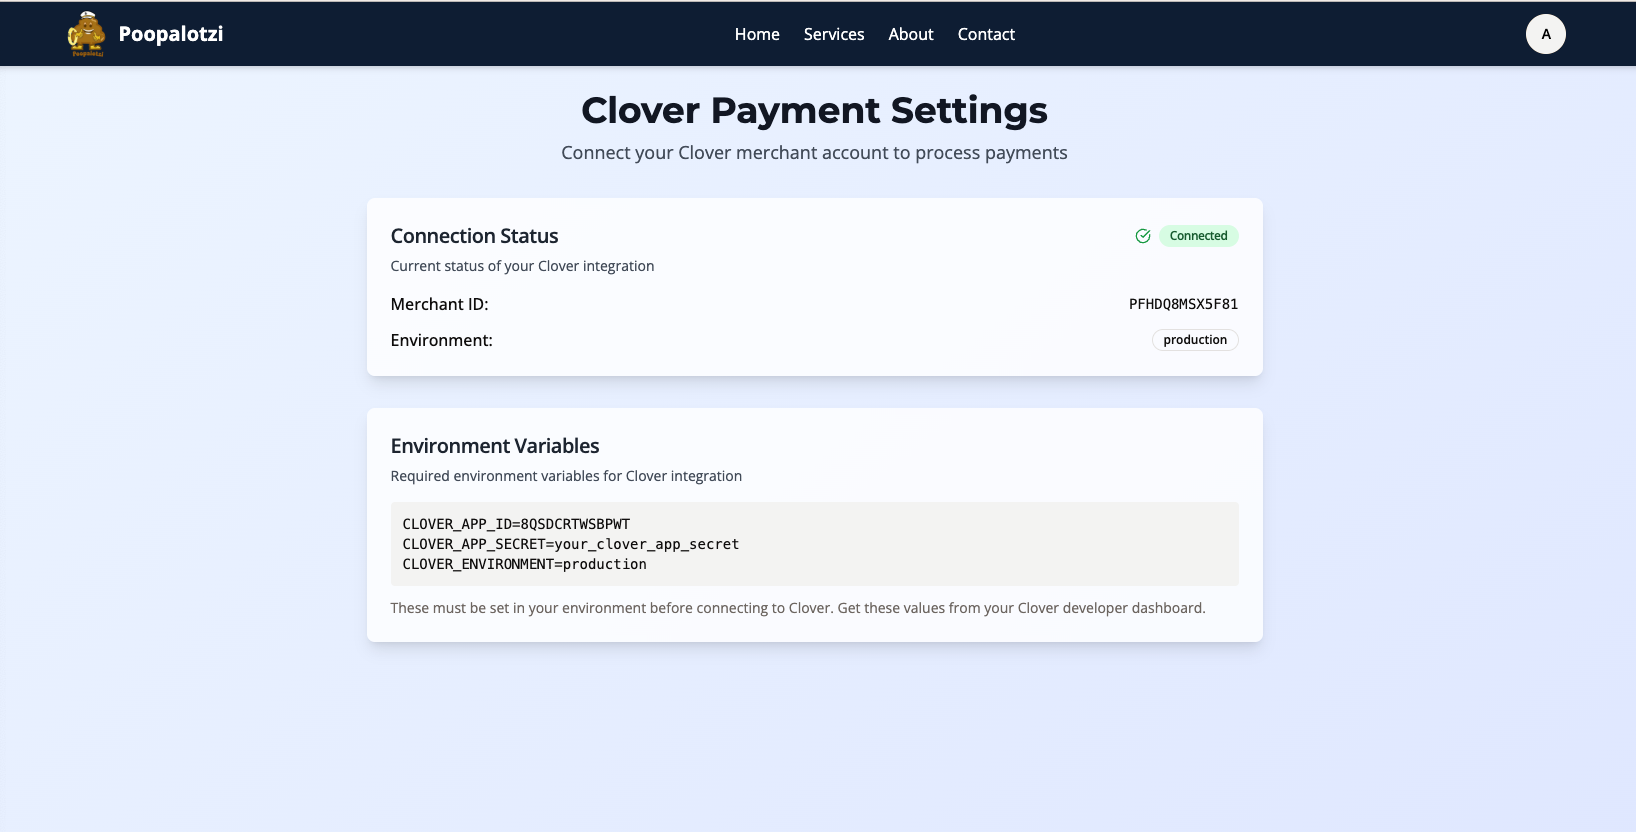 Poopalotzi
Poopalotzi
Home
Services
About
Contact
A
Clover Payment Settings
Connect your Clover merchant account to process payments
Connection Status
Connected
Current status of your Clover integration
Merchant ID:
PFHDQ8MSX5F81
Environment:
production
Environment Variables
Required environment variables for Clover integration
CLOVER_APP_ID=8QSDCRTWSBPWT
CLOVER_APP_SECRET=your_clover_app_secret
CLOVER_ENVIRONMENT=production
These must be set in your environment before connecting to Clover. Get these values from your Clover developer dashboard.